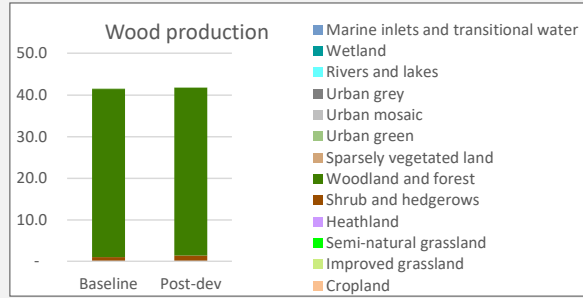 Wood production
50.0
40.0
30.0
20.0
10.0
-
Baseline
Post-dev
Marine inlets and transitional water
Wetland
Rivers and lakes
Urban grey
Urban mosaic
Urban green
Sparsely vegetated land
Woodland and forest
Shrub and hedgerows
Heathland
Semi-natural grassland
Improved grassland
Cropland